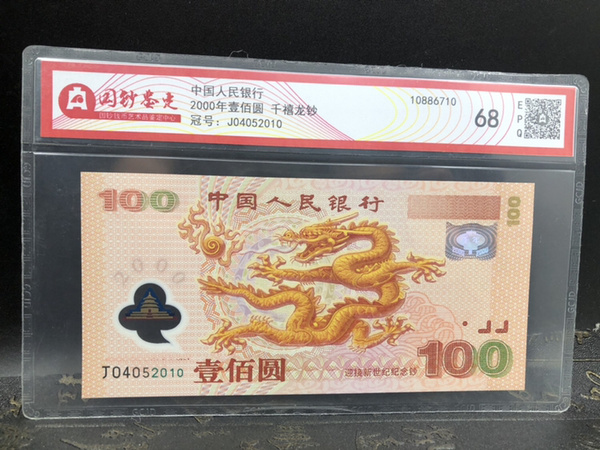 闪钞鉴定
中国人民银行
2000年壹佰圆 千禧龙钞
冠号: J04052010
10886710
68
EPQ
100
中国人民银行
100
2000
J04052010
壹佰圆
100
迎接新世纪纪念钞